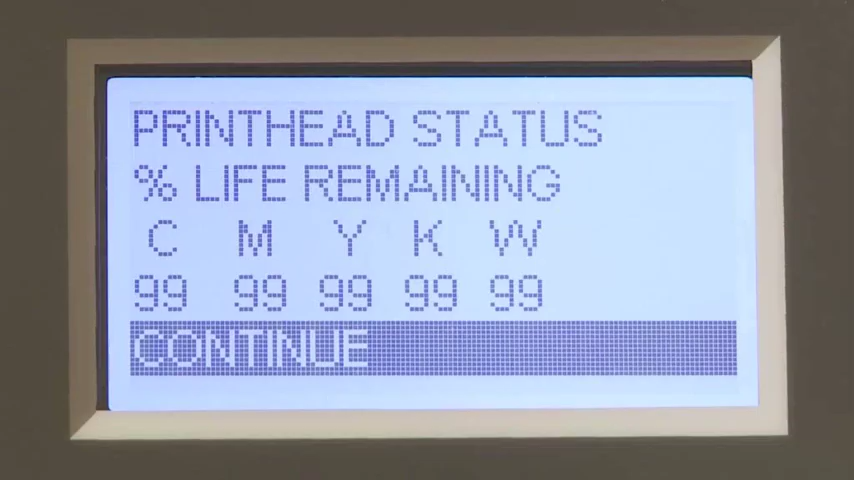 PRINTHEAD STATUS
% LIFE REMAINING
C M Y K W
99 99 99 99 99
CONTINUE